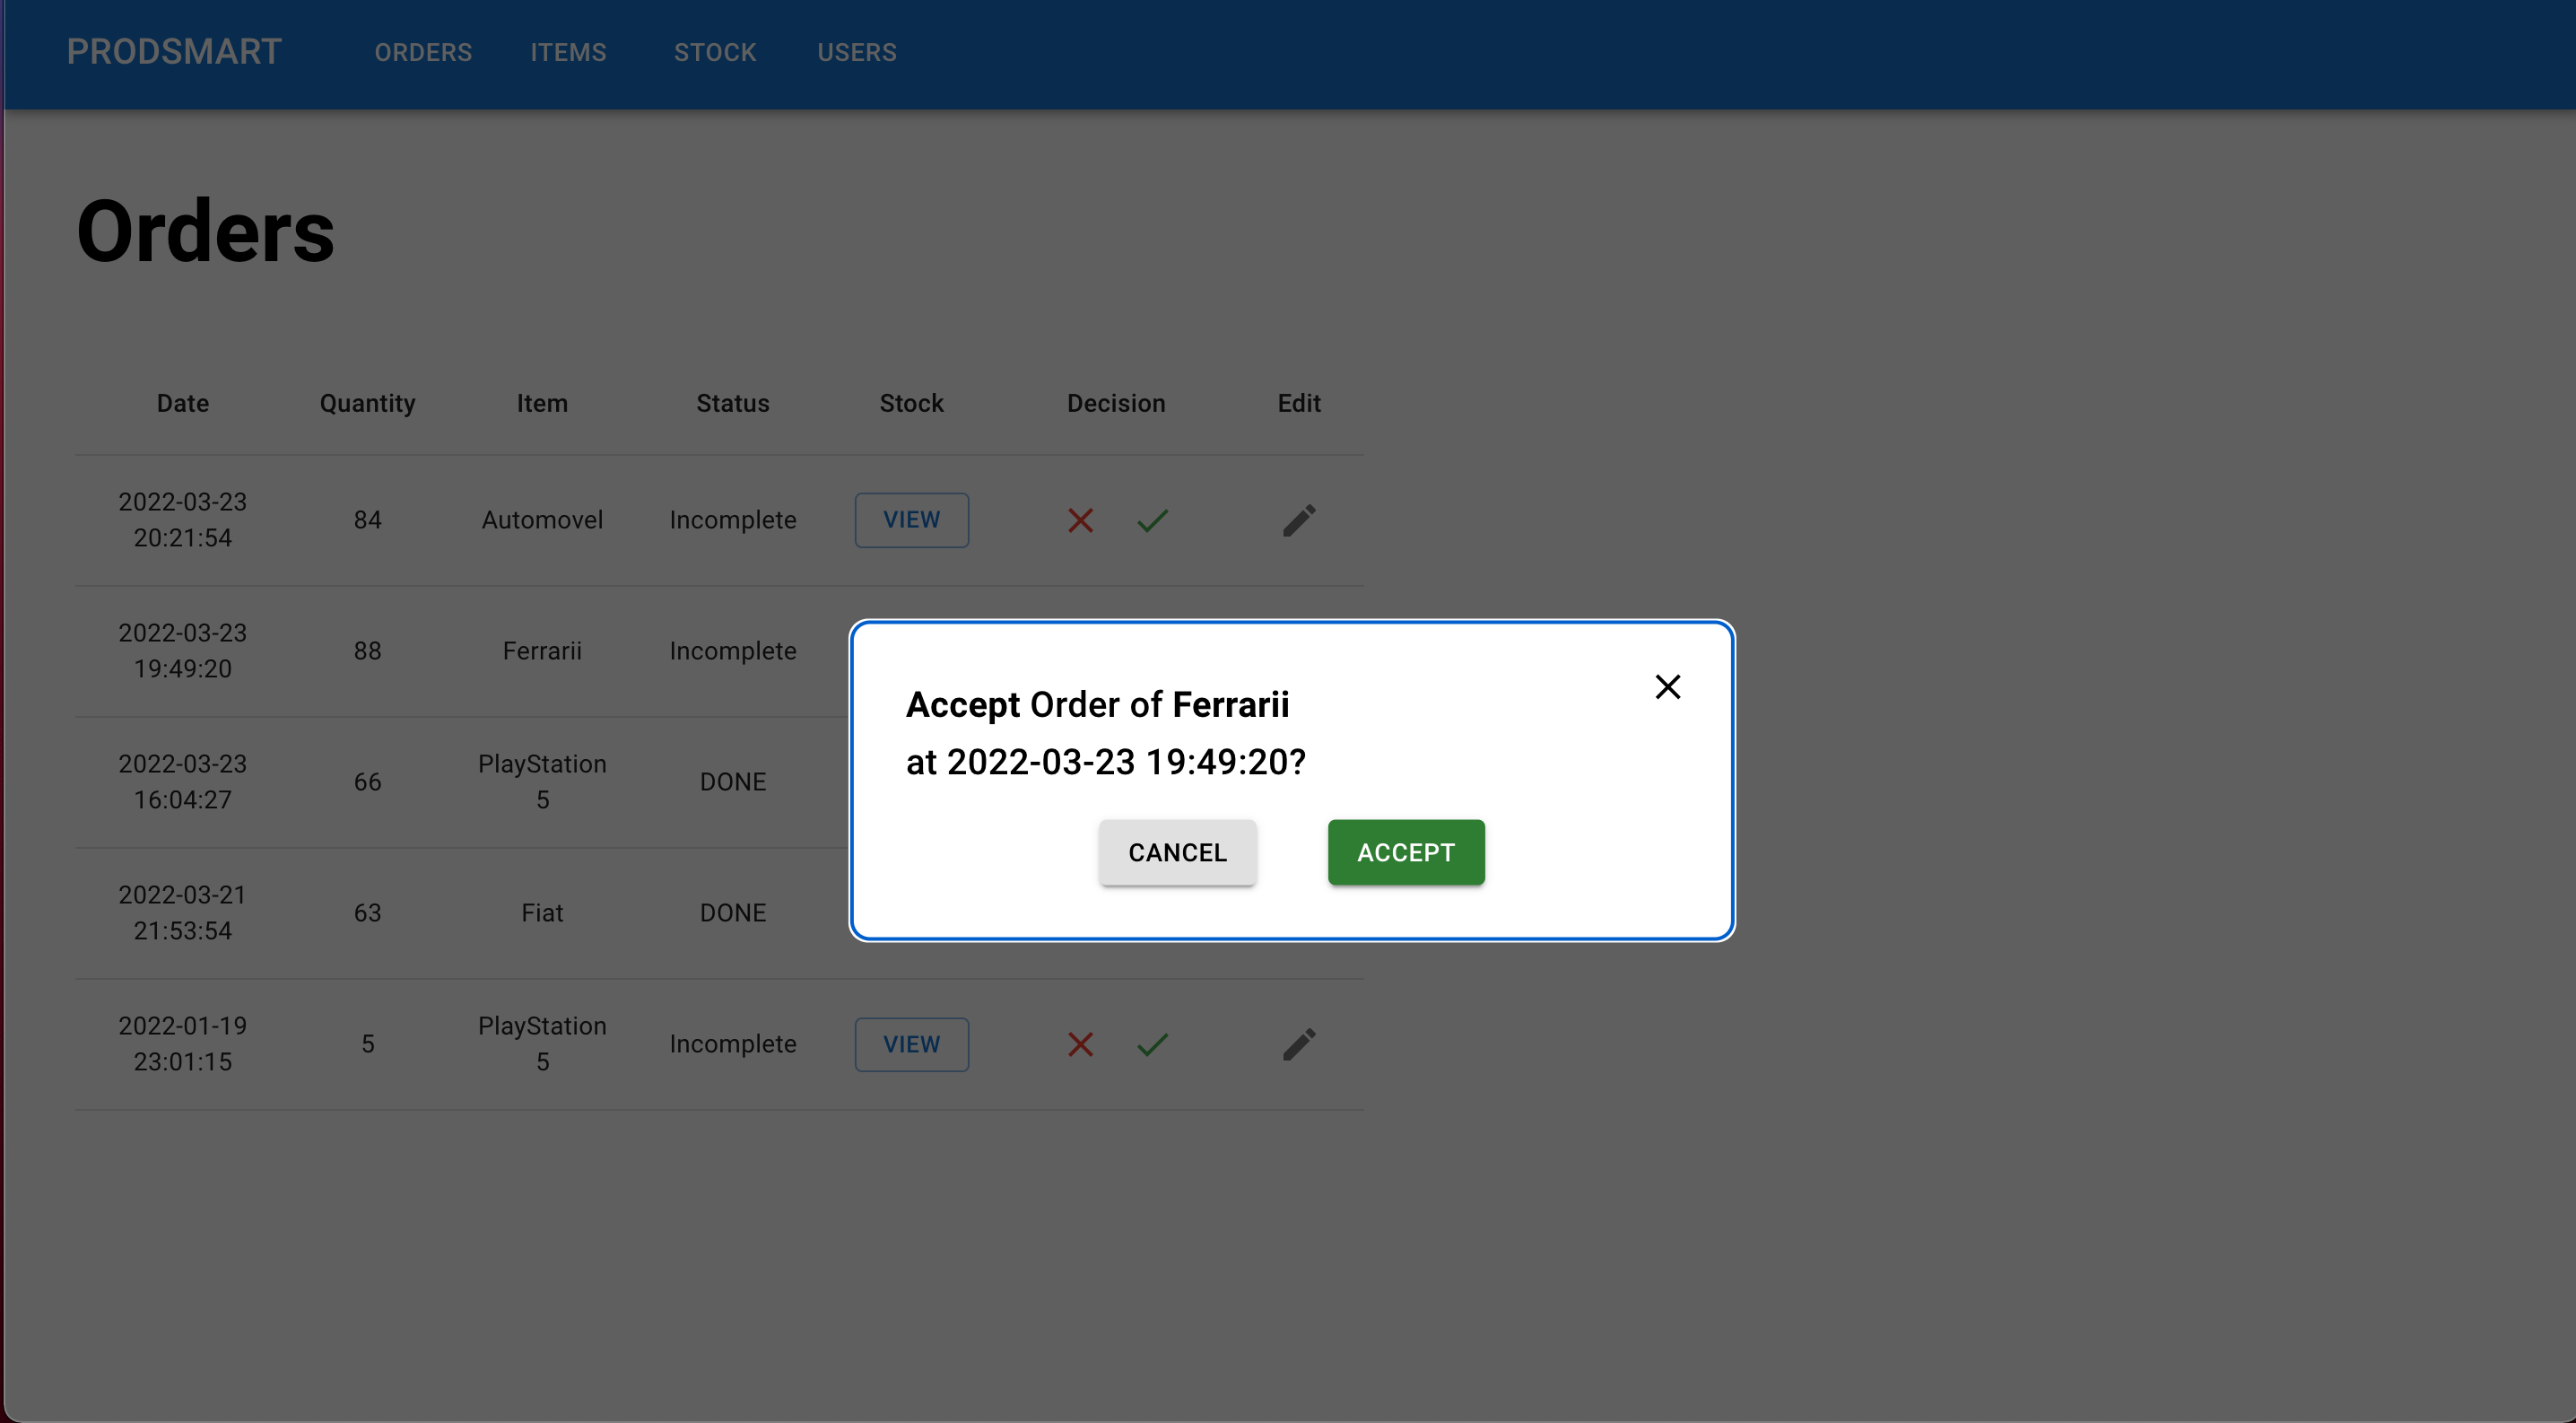 PRODSMART ORDERS ITEMS STOCK USERS
Orders
Date Quantity Item Status Stock Decision Edit
2022-03-23
20:21:54
84 Automovel Incomplete VIEW
2022-03-23
19:49:20
88 Ferrarii Incomplete
2022-03-23
16:04:27
66
PlayStation
5
DONE
2022-03-21
21:53:54
63 Fiat DONE
2022-01-19
23:01:15
5
PlayStation
5
Incomplete VIEW
Accept Order of Ferrarii
at 2022-03-23 19:49:20?
CANCEL ACCEPT